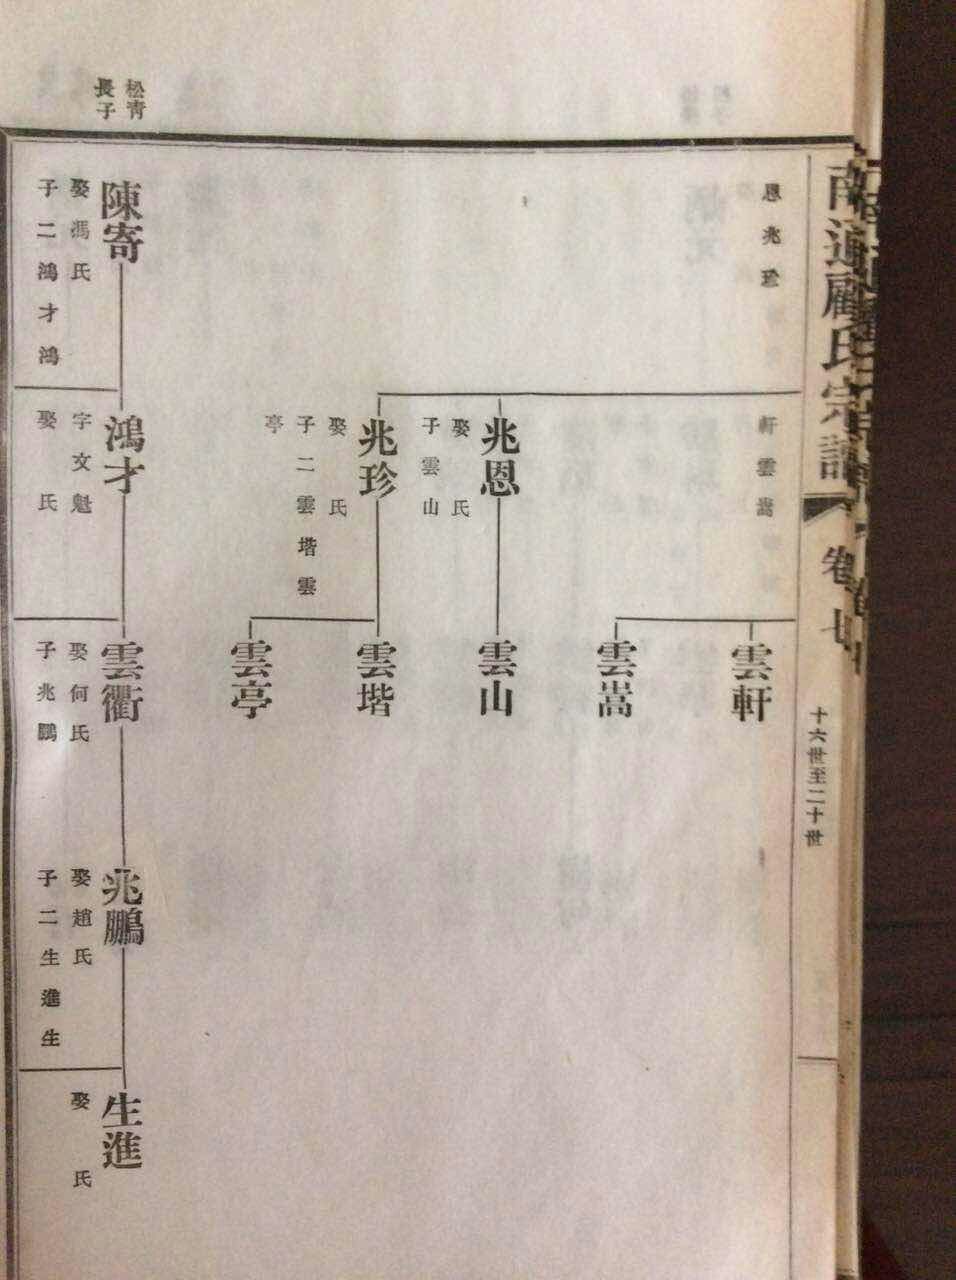 南通顧氏宗譜
卷七
十六世至二十世
恩兆珍
軒雲嵩
雲軒
雲嵩
兆恩
娶 氏
子雲山
雲山
兆珍
娶 氏
子二雲堦雲
亭
雲堦
雲亭
松青
長子
陳寄
娶馮氏
子二鴻才鴻
鴻才
字文魁
娶 氏
雲衢
娶何氏
子兆鵬
兆鵬
娶趙氏
子二生進生
生進
娶 氏